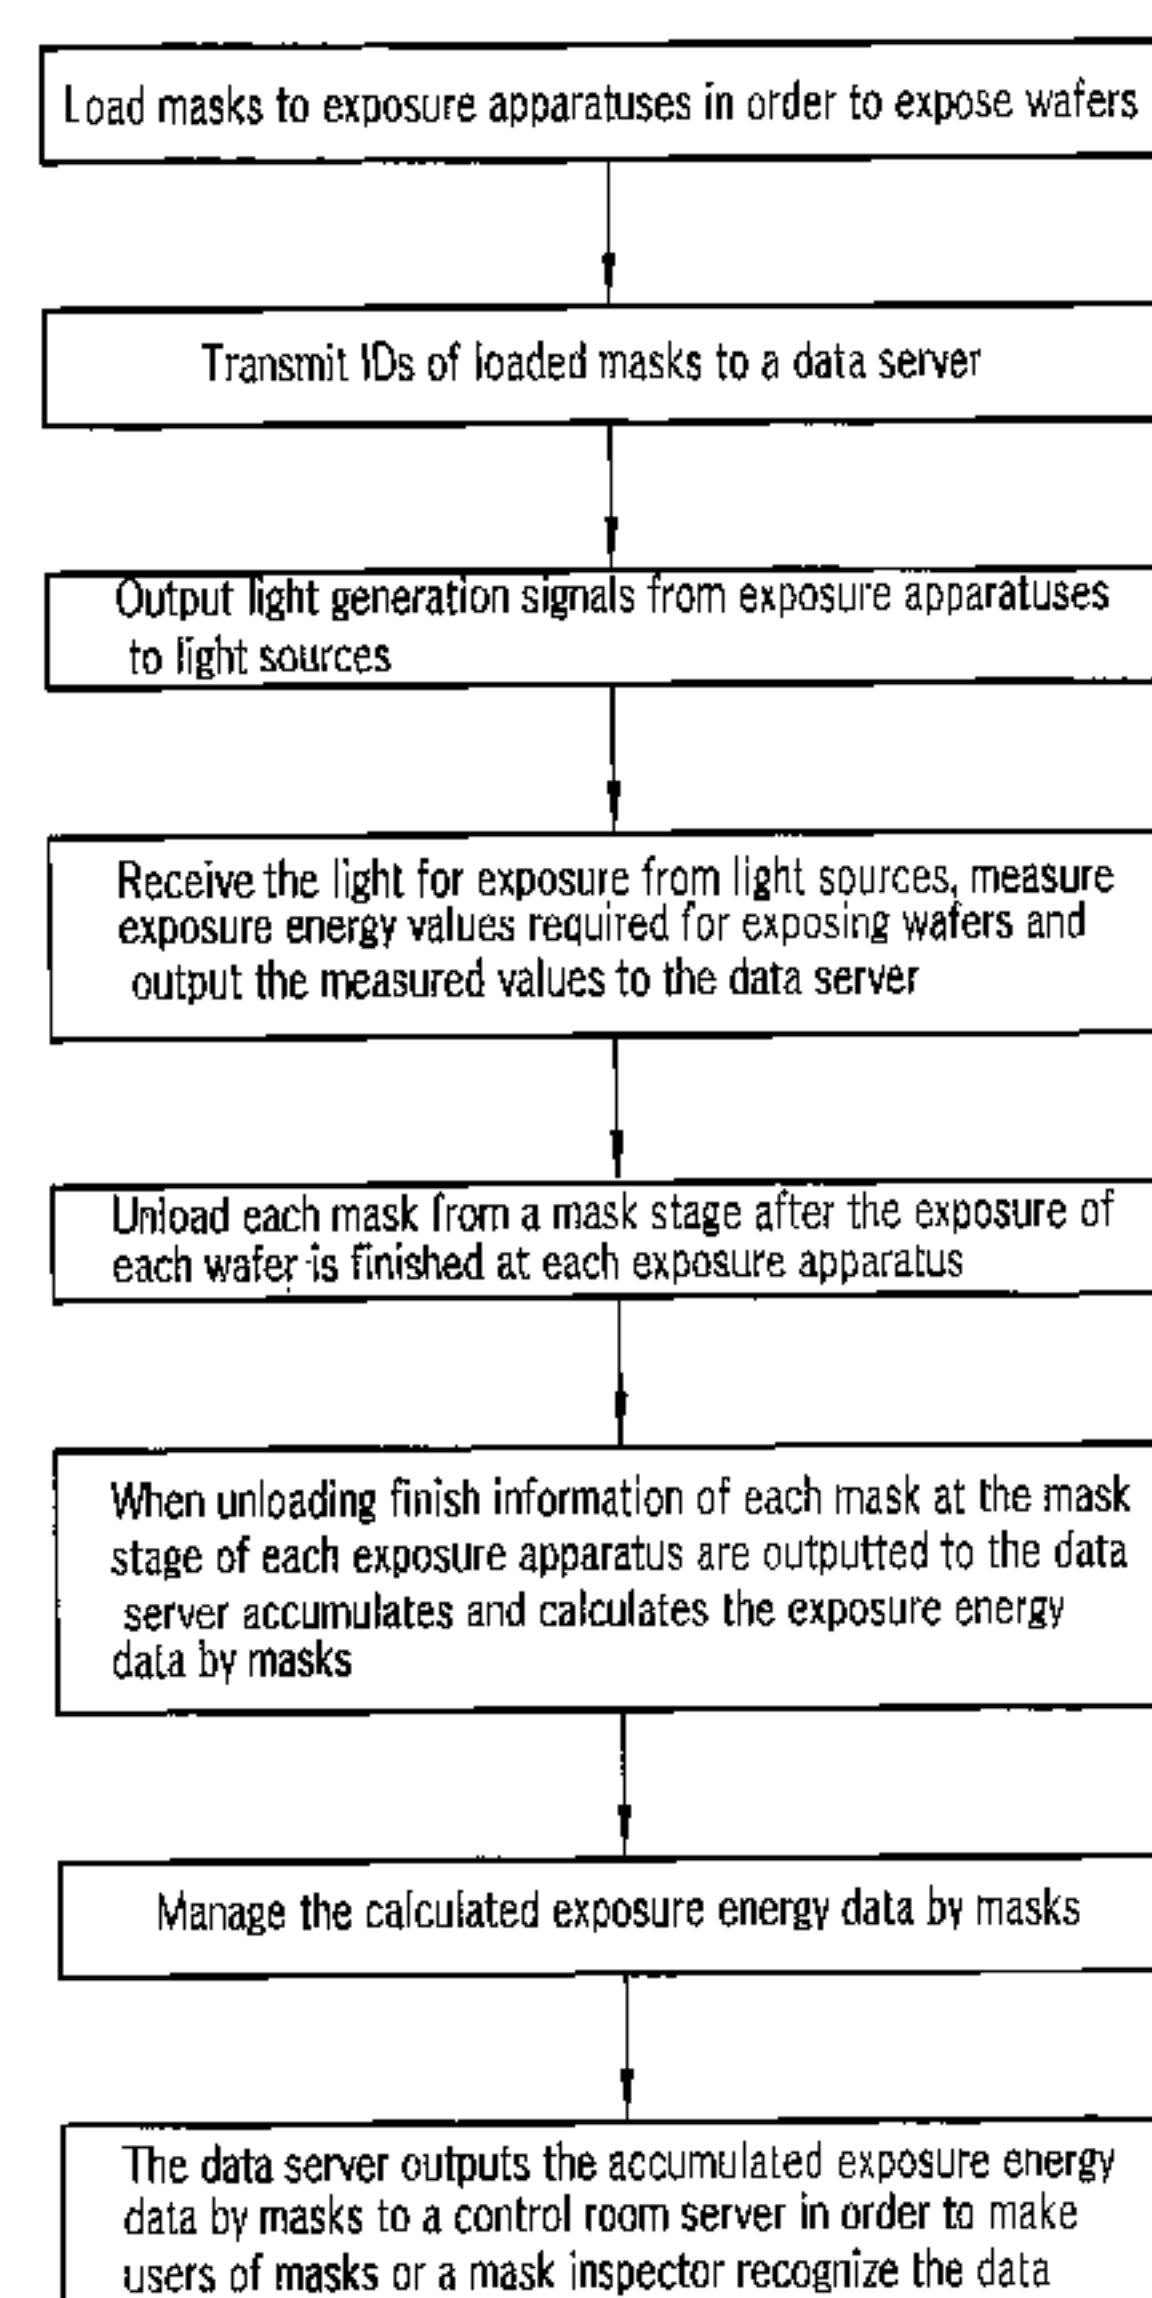 Load masks to exposure apparatuses in order to expose wafers
Transmit IDs of loaded masks to a data server
Output light generation signals from exposure apparatuses
to light sources
Receive the light for exposure from light sources, measure
exposure energy values required for exposing wafers and
output the measured values to the data server
Unload each mask from a mask stage after the exposure of
each wafer is finished at each exposure apparatus
When unloading finish information of each mask at the mask
stage of each exposure apparatus are outputted to the data
server accumulates and calculates the exposure energy
data by masks
Manage the calculated exposure energy data by masks
The data server outputs the accumulated exposure energy
data by masks to a control room server in order to make
users of masks or a mask inspector recognize the data